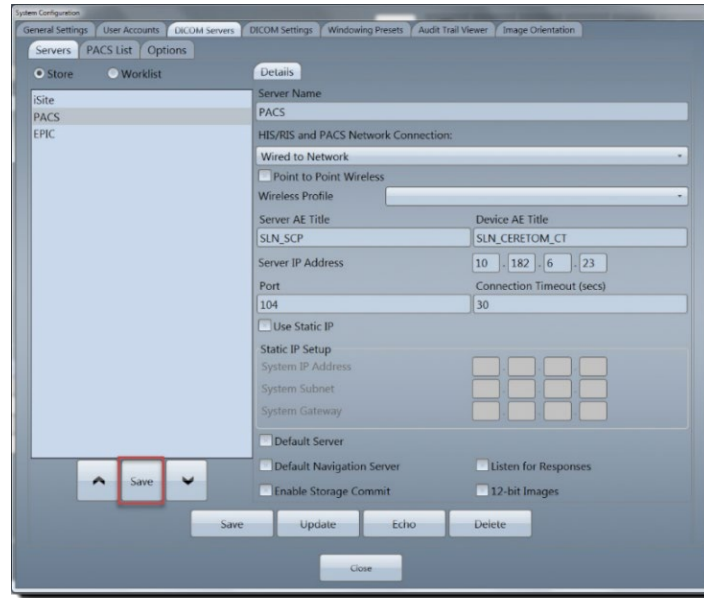 System Configuration
General Settings User Accounts DICOM Servers DICOM Settings Windowing Presets Audit Trail Viewer Image Orientation
Servers PACS List Options
Store Worklist
Details
iSite
PACS
EPIC
Server Name
PACS
HIS/RIS and PACS Network Connection:
Wired to Network
Point to Point Wireless
Wireless Profile
Server AE Title Device AE Title
SLN_SCP SLN_CERETOM_CT
Server IP Address 10 . 182 . 6 . 23
Port Connection Timeout (secs)
104 30
Use Static IP
Static IP Setup
System IP Address
System Subnet
System Gateway
Default Server
Default Navigation Server Listen for Responses
Enable Storage Commit 12-bit Images
Save
Save Update Echo Delete
Close